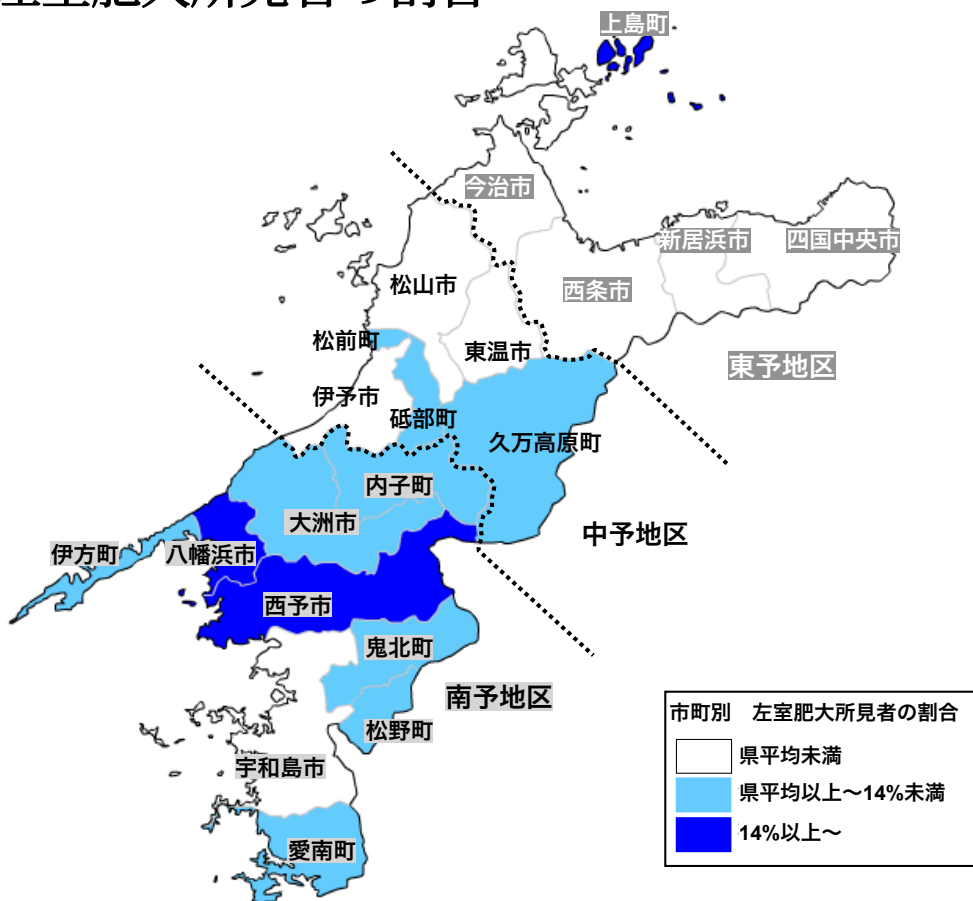 上島町
今治市
新居浜市
四国中央市
西条市
松山市
松前町
東温市
東予地区
伊予市
砥部町
久万高原町
内子町
大洲市
中予地区
伊方町
八幡浜市
西予市
鬼北町
南予地区
松野町
宇和島市
愛南町
市町別 左室肥大所見者の割合
県平均未満
県平均以上～14%未満
14%以上～